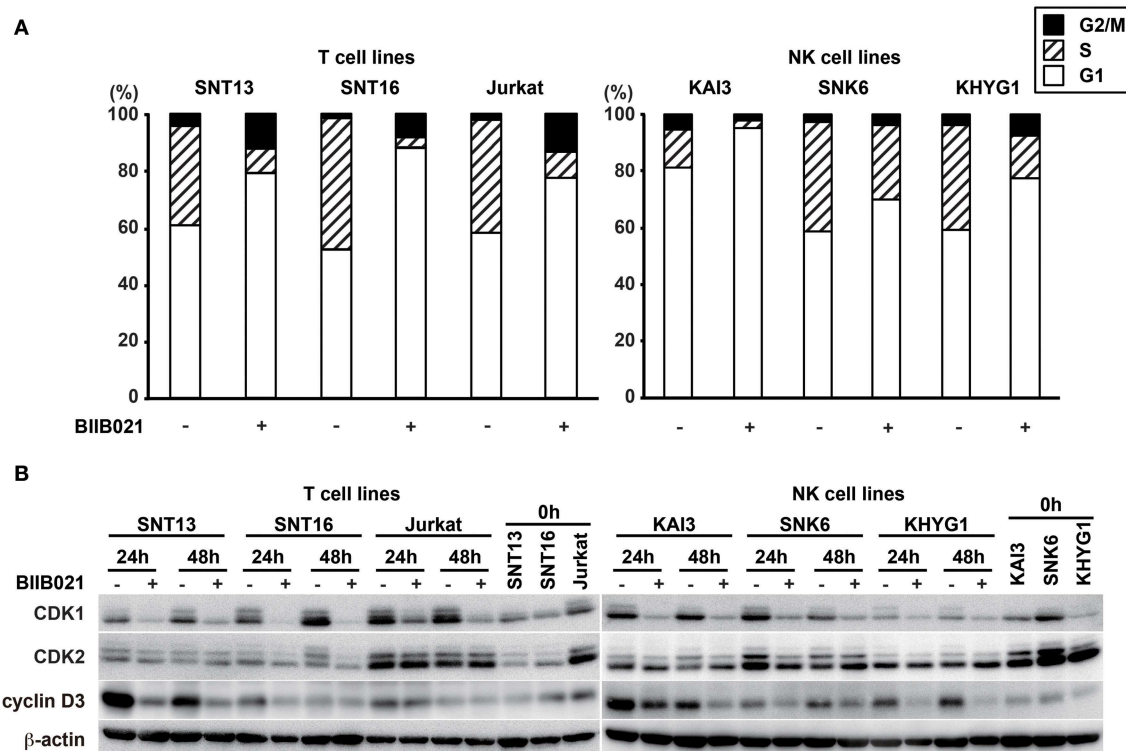 A
G2/M
S
G1
T cell lines
NK cell lines
SNT13 SNT16 Jurkat
KAI3 SNK6 KHYG1
(%)
100
80
60
40
20
0
(%)
100
80
60
40
20
0
BIIB021 - + - + - + - + - + - +
B
T cell lines
NK cell lines
SNT13 SNT16 Jurkat 0h
KAI3 SNK6 KHYG1 0h
24h 48h 24h 48h 24h 48h SNT13 SNT16 Jurkat
24h 48h 24h 48h 24h 48h KAI3 SNK6 KHYG1
BIIB021 - + - + - + - + - + - + - + - + - + - + - + - +
CDK1
CDK2
cyclin D3
β-actin